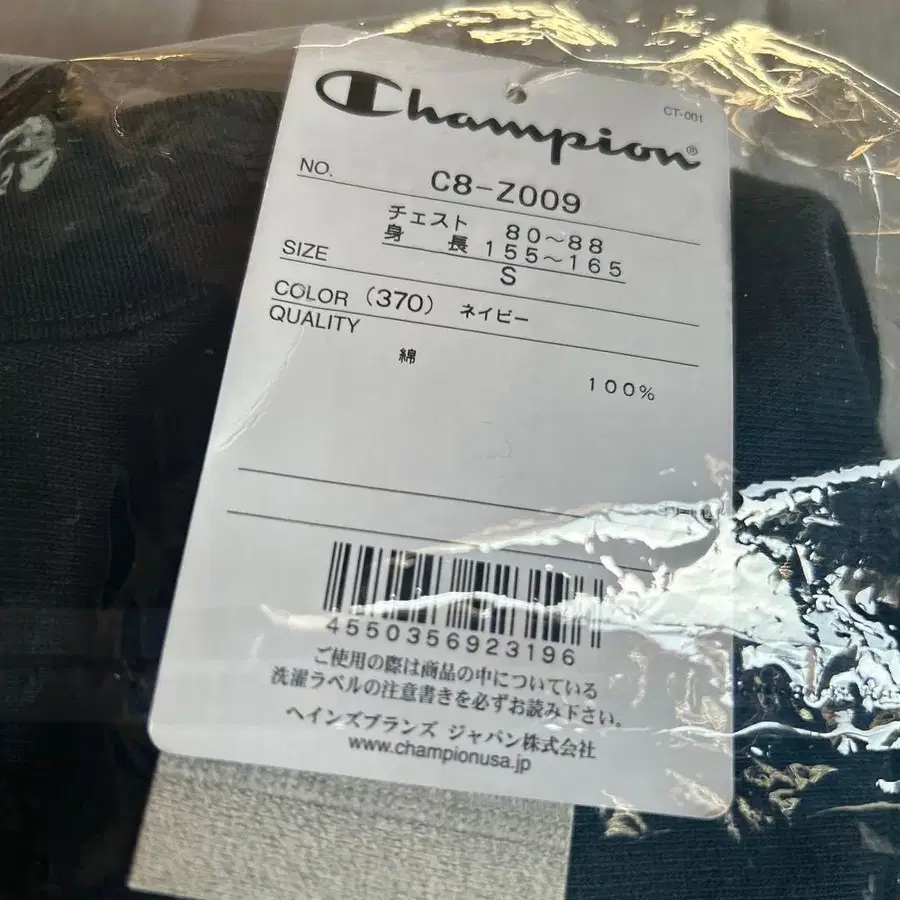 CT-001
Champion®
NO. C8-Z009
チェスト 80～88
身 長 155～165
SIZE S
COLOR (370) ネイビー
QUALITY
綿 100%
4550356923196
ご使用の際は商品の中についている
洗濯ラベルの注意書きを必ずお読み下さい。
ヘインズブランズ ジャパン株式会社
www.championusa.jp